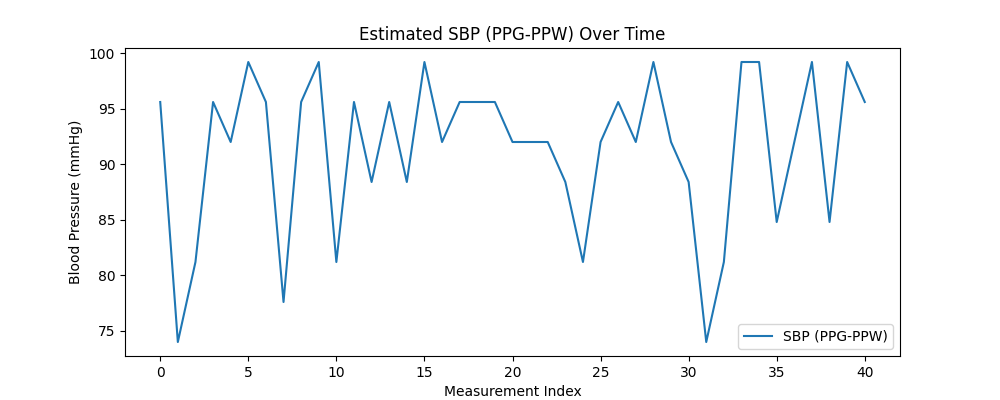 Estimated SBP (PPG-PPW) Over Time
Blood Pressure (mmHg)
100
95
90
85
80
75
SBP (PPG-PPW)
0 5 10 15 20 25 30 35 40
Measurement Index